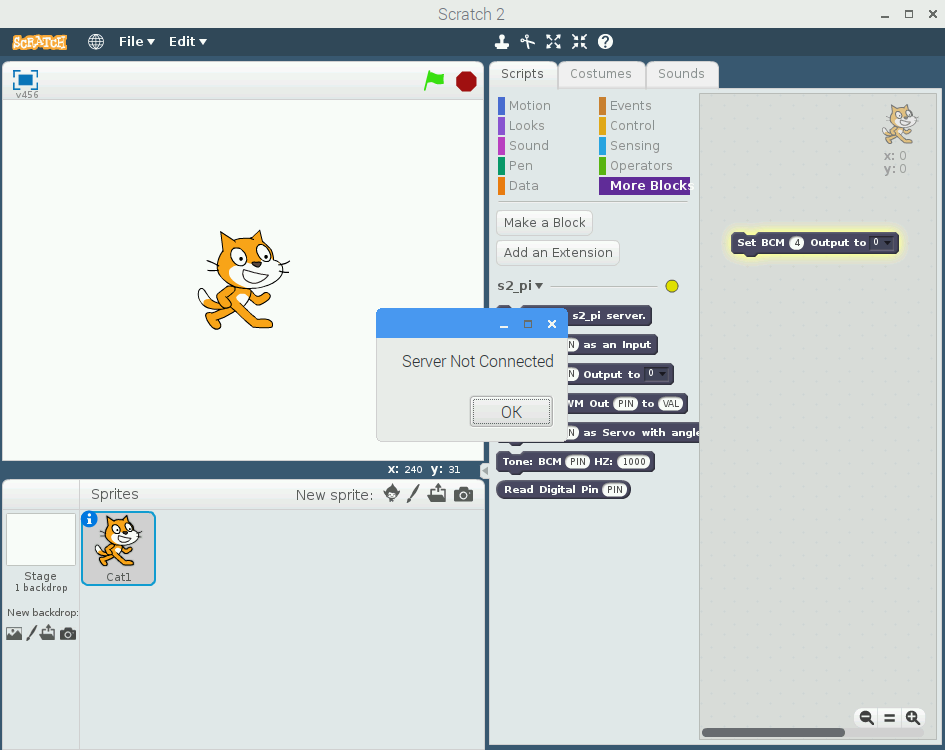 Scratch 2
SCRATCH File Edit
v456
Scripts Costumes Sounds
Motion Events
Looks Control
Sound Sensing
Pen Operators
Data More Blocks
x: 0
y: 0
Make a Block
Add an Extension
s2_pi
Set BCM 4 Output to 0
s2_pi server.
as an Input
Output to 0
Out PIN to VAL
as Servo with angle
Tone: BCM PIN HZ: 1000
Read Digital Pin PIN
Server Not Connected
OK
x: 240 y: 31
Sprites New sprite:
Cat1
Stage
1 backdrop
New backdrop: